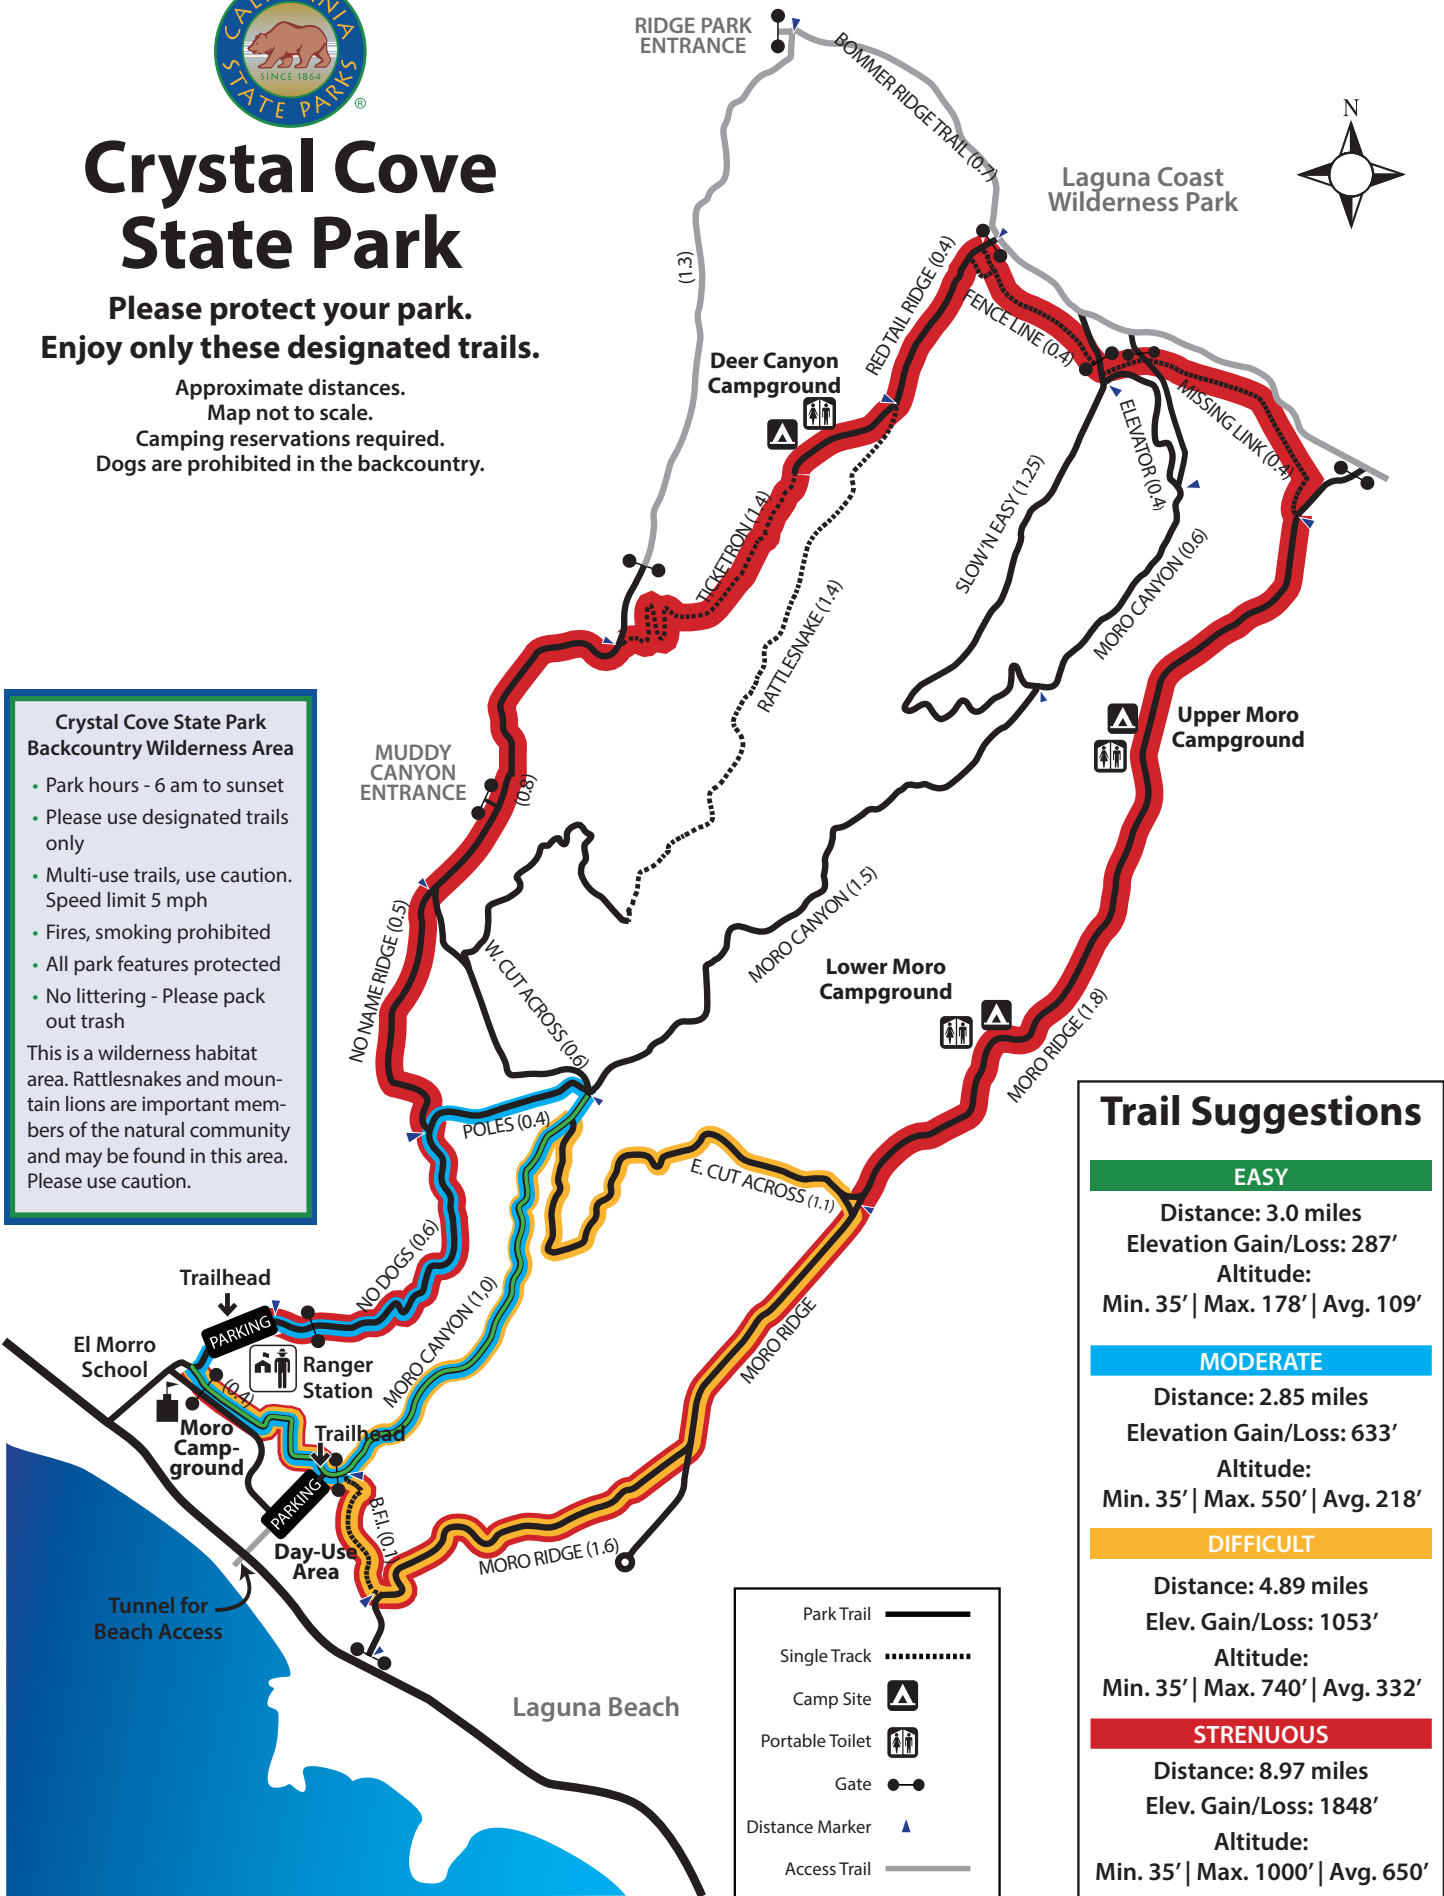 CALIFORNIA
SINCE 1864
STATE PARKS
®
Crystal Cove
State Park
Please protect your park.
Enjoy only these designated trails.
Approximate distances.
Map not to scale.
Camping reservations required.
Dogs are prohibited in the backcountry.
RIDGE PARK
ENTRANCE
BOMMER RIDGE TRAIL (0.7)
N
Laguna Coast
Wilderness Park
(1.3)
RED TAIL RIDGE (0.4)
FENCE LINE (0.4)
Deer Canyon
Campground
MISSING LINK (0.4)
ELEVATOR (0.4)
TICKETRON (1.4)
SLOW'N EASY (1.25)
RATTLESNAKE (1.4)
MORO CANYON (0.6)
Upper Moro
Campground
MUDDY
CANYON
ENTRANCE
(0.8)
Crystal Cove State Park
Backcountry Wilderness Area
• Park hours - 6 am to sunset
• Please use designated trails
only
• Multi-use trails, use caution.
Speed limit 5 mph
• Fires, smoking prohibited
• All park features protected
• No littering - Please pack
out trash
This is a wilderness habitat
area. Rattlesnakes and moun-
tain lions are important mem-
bers of the natural community
and may be found in this area.
Please use caution.
NO NAME RIDGE (0.5)
W. CUT ACROSS (0.6)
MORO CANYON (1.5)
Lower Moro
Campground
MORO RIDGE (1.8)
POLES (0.4)
E. CUT ACROSS (1.1)
NO DOGS (0.6)
MORO CANYON (1,0)
MORO RIDGE
Trailhead
PARKING
El Morro
School
Ranger
Station
(0.4)
Moro
Camp-
ground
Trailhead
PARKING
B.F.I. (0.1)
Day-Use
Area
MORO RIDGE (1.6)
Tunnel for
Beach Access
Laguna Beach
Park Trail
Single Track
Camp Site
Portable Toilet
Gate
Distance Marker
Access Trail
Trail Suggestions
EASY
Distance: 3.0 miles
Elevation Gain/Loss: 287’
Altitude:
Min. 35’ | Max. 178’ | Avg. 109’
MODERATE
Distance: 2.85 miles
Elevation Gain/Loss: 633’
Altitude:
Min. 35’ | Max. 550’ | Avg. 218’
DIFFICULT
Distance: 4.89 miles
Elev. Gain/Loss: 1053’
Altitude:
Min. 35’ | Max. 740’ | Avg. 332’
STRENUOUS
Distance: 8.97 miles
Elev. Gain/Loss: 1848’
Altitude:
Min. 35’ | Max. 1000’ | Avg. 650’